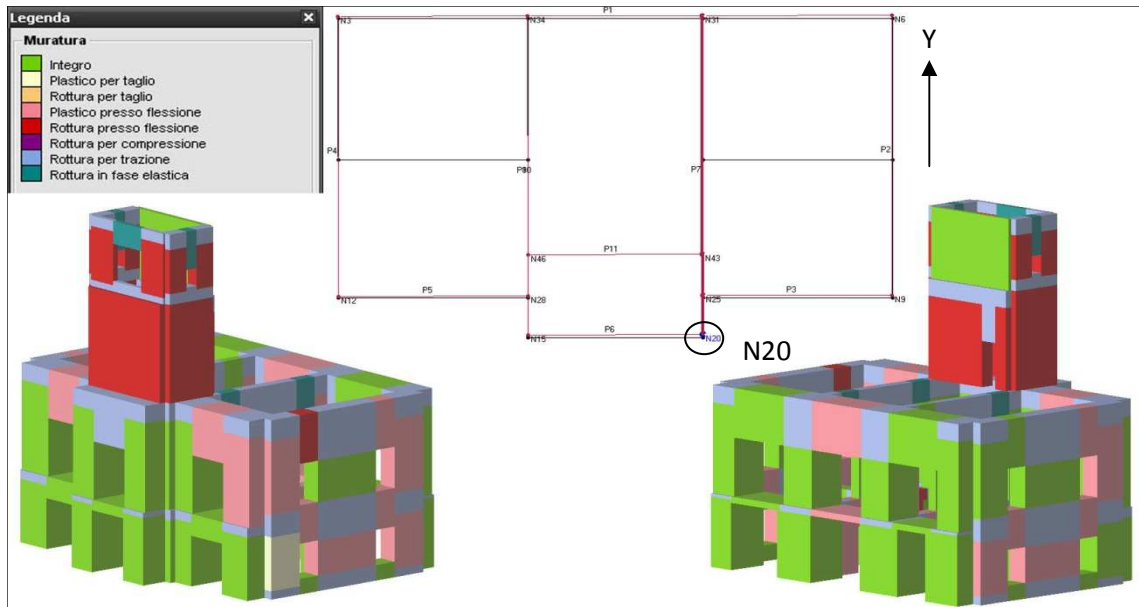 Legenda
Muratura
Integro
Plastico per taglio
Rottura per taglio
Plastico presso flessione
Rottura presso flessione
Rottura per compressione
Rottura per trazione
Rottura in fase elastica
N3
N34
P1
N31
N6
Y
P4
P7
P2
N46
P11
N43
N12
P5
N28
N25
P3
N9
N15
P6
N20
N20